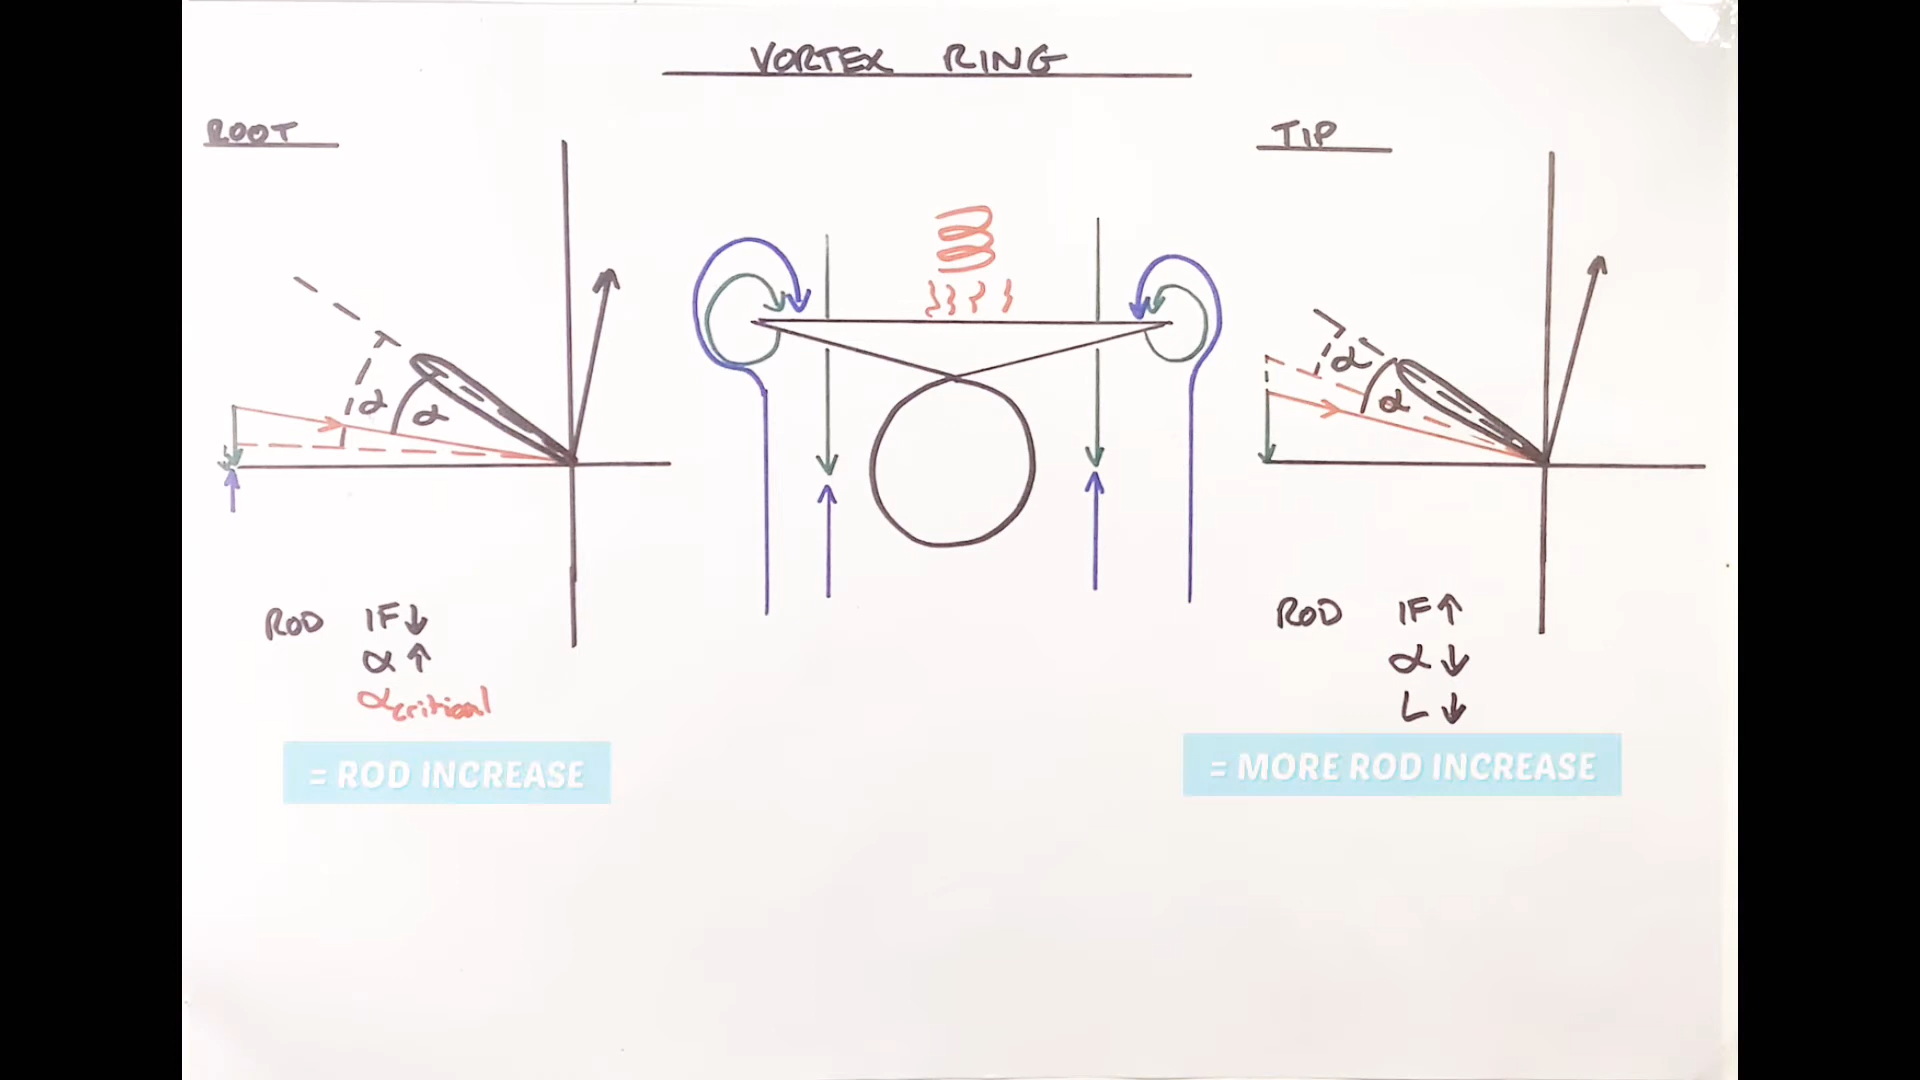 VORTEX RING
ROOT
α
α
ROD IF↓
α↑
αcritical
= ROD INCREASE
TIP
α
α
ROD IF↑
α↓
L↓
= MORE ROD INCREASE